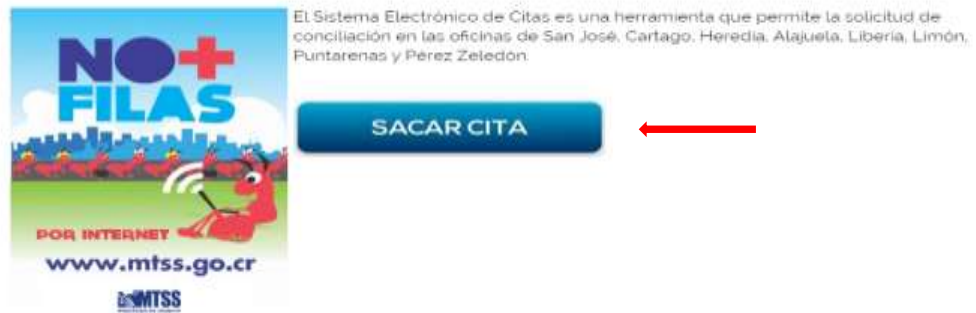 El Sistema Electrónico de Citas es una herramienta que permite la solicitud de
conciliación en las oficinas de San José, Cartago, Heredia, Alajuela, Liberia, Limón,
Puntarenas y Pérez Zeledón.
NO+
FILAS
SACAR CITA
POR INTERNET
www.mtss.go.cr
MTSS